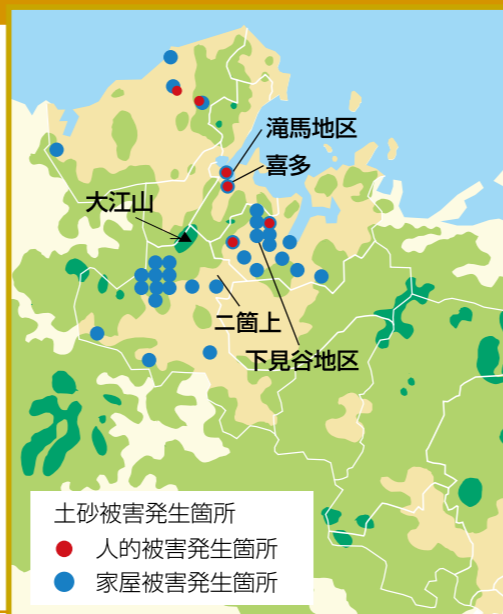 滝馬地区
喜多
大江山
二箇上
下見谷地区
土砂被害発生箇所
人的被害発生箇所
家屋被害発生箇所